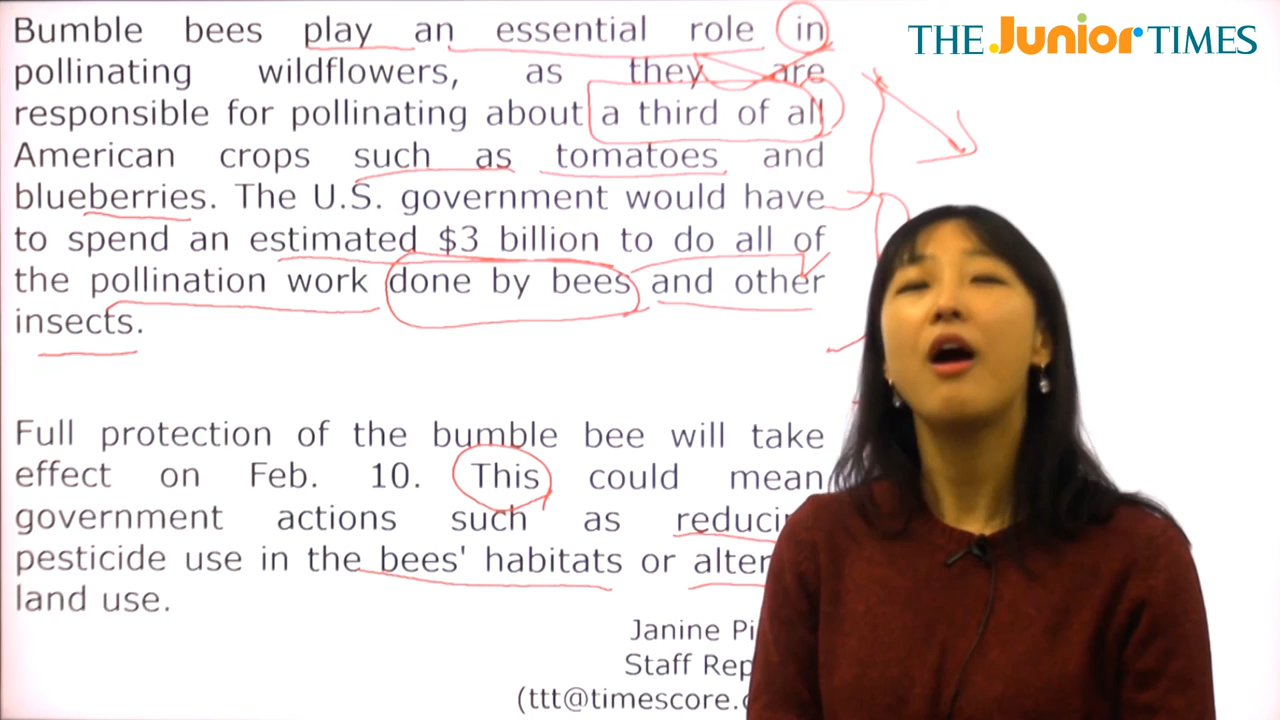 Bumble bees play an essential role in
pollinating wildflowers, as they are
responsible for pollinating about a third of all
American crops such as tomatoes and
blueberries. The U.S. government would have
to spend an estimated $3 billion to do all of
the pollination work done by bees and other
insects.
Full protection of the bumble bee will take
effect on Feb. 10. This could mean
government actions such as
pesticide use in the bees' habitats or
land use.
Janine
Staff
THE Junior TIMES